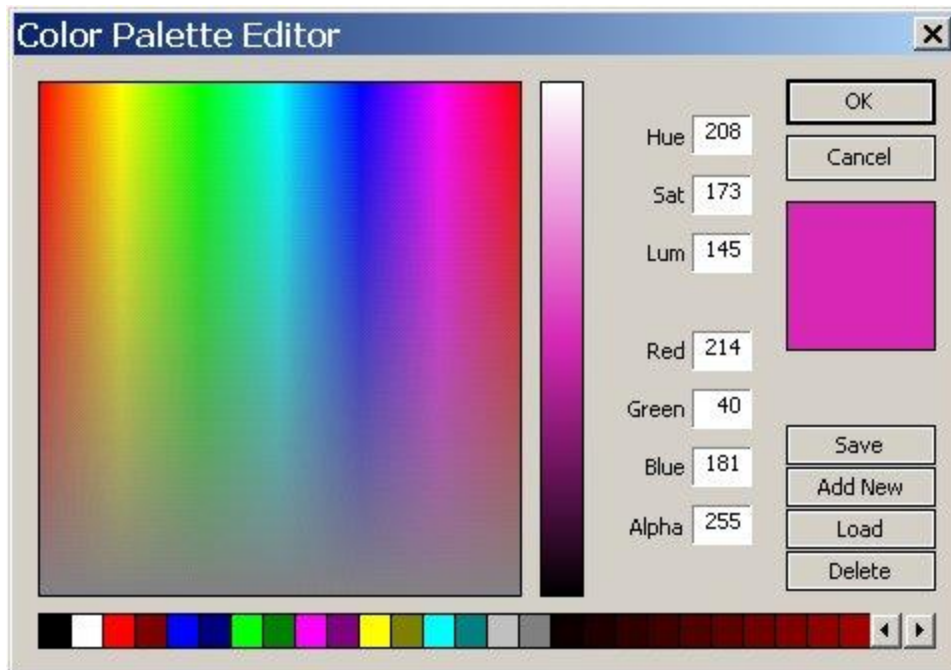 Color Palette Editor
OK
Hue 208
Cancel
Sat 173
Lum 145
Red 214
Green 40
Blue 181
Alpha 255
Save
Add New
Load
Delete